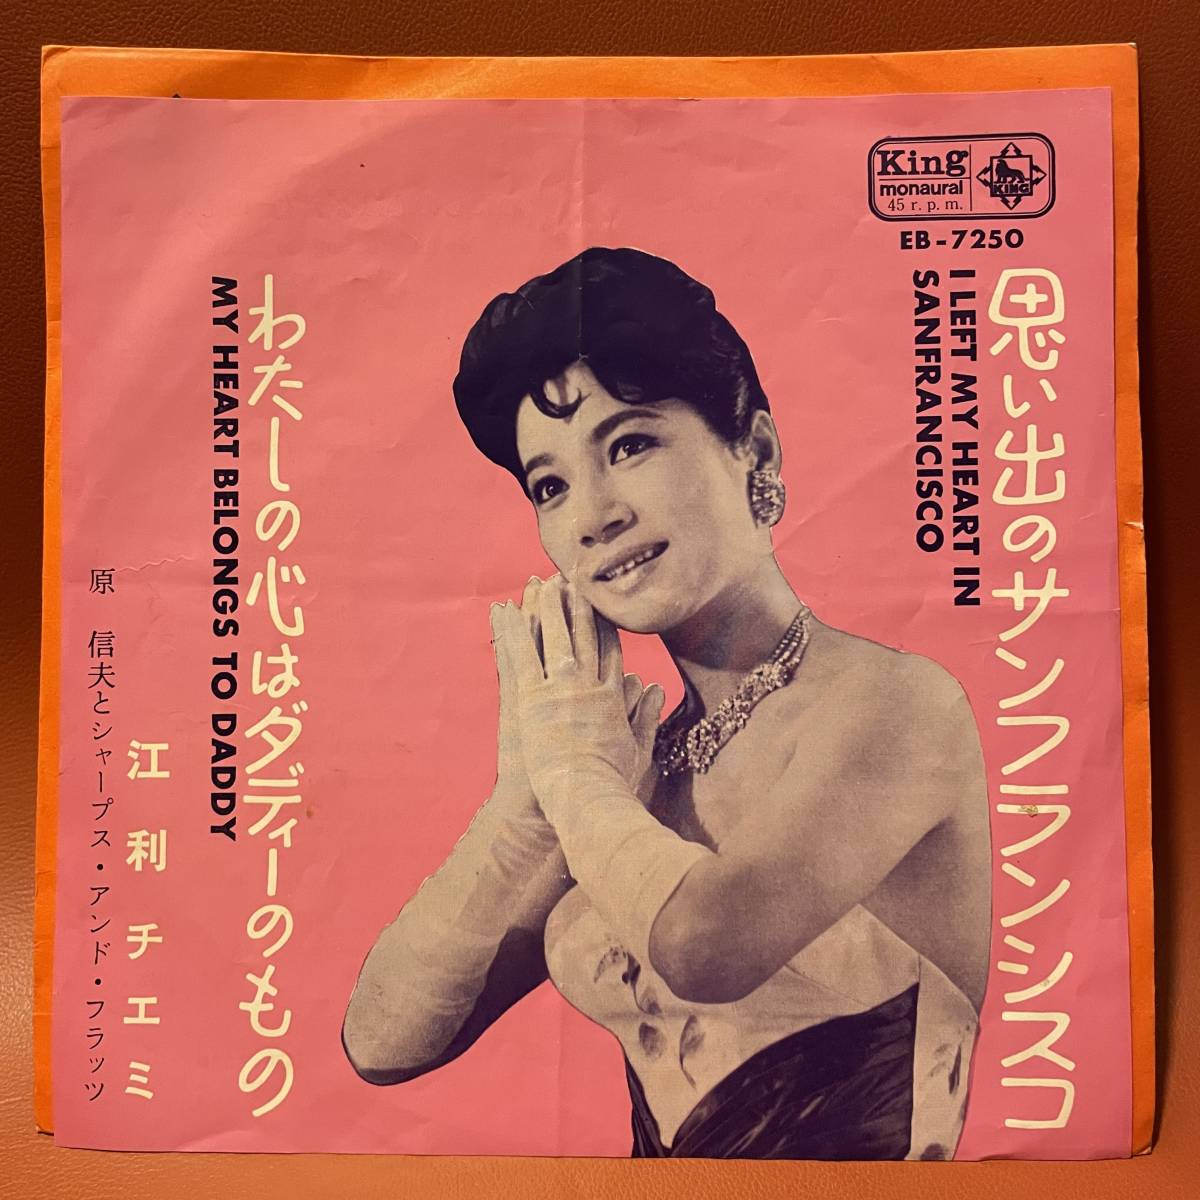 King
monaural
45 r.p.m.
KING
EB-7250
思い出のサンフランシスコ
I LEFT MY HEART IN
SANFRANCISCO
わたしの心はダディーのもの
MY HEART BELONGS TO DADDY
江利チエミ
原 信夫とシャープス・アンド・フラッツ